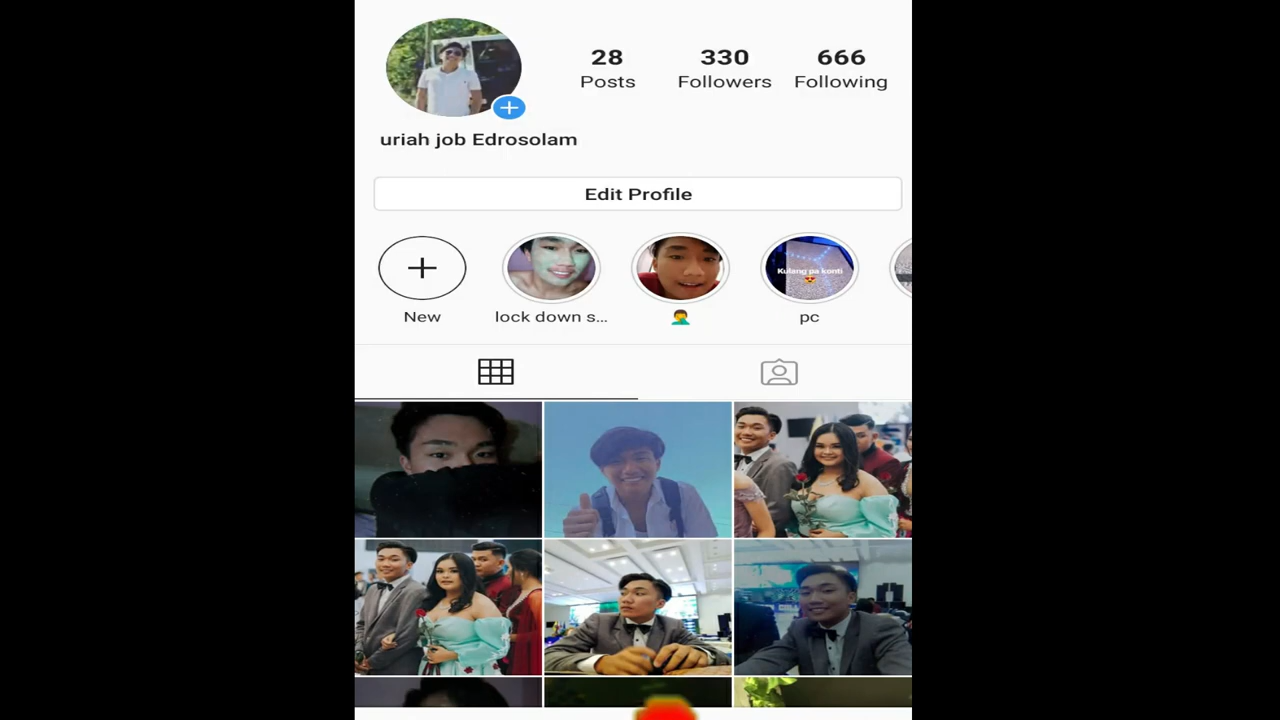 28 330 666
Posts Followers Following
uriah job Edrosolam
Edit Profile
Kulang pa konti
New lock down s... pc